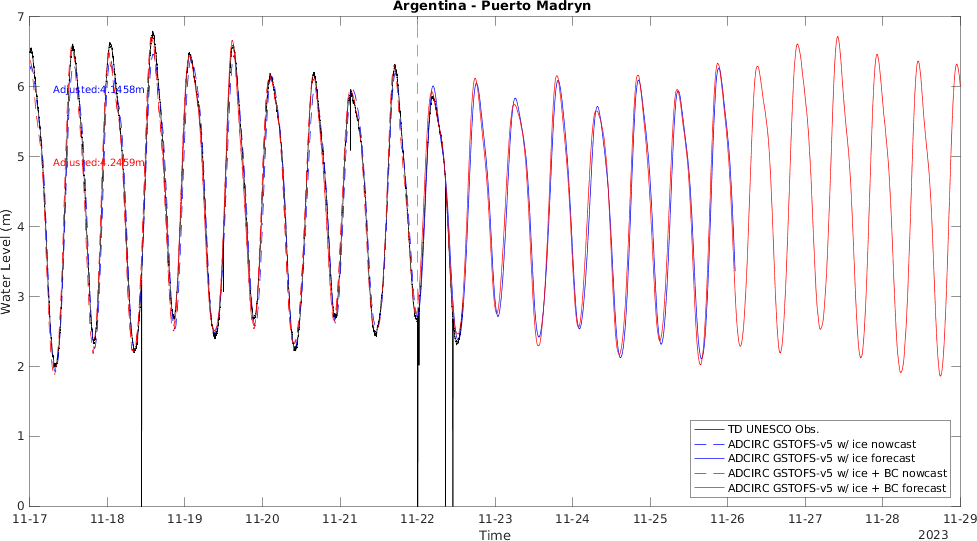 Argentina - Puerto Madryn
7
6
5
4
3
2
1
0
Water Level (m)
Adjusted:4.1458m
Adjusted:4.2459m
TD UNESCO Obs.
ADCIRC GSTOFS-v5 w/ ice nowcast
ADCIRC GSTOFS-v5 w/ ice forecast
ADCIRC GSTOFS-v5 w/ ice + BC nowcast
ADCIRC GSTOFS-v5 w/ ice + BC forecast
11-17 11-18 11-19 11-20 11-21 11-22 11-23 11-24 11-25 11-26 11-27 11-28 11-29
Time
2023